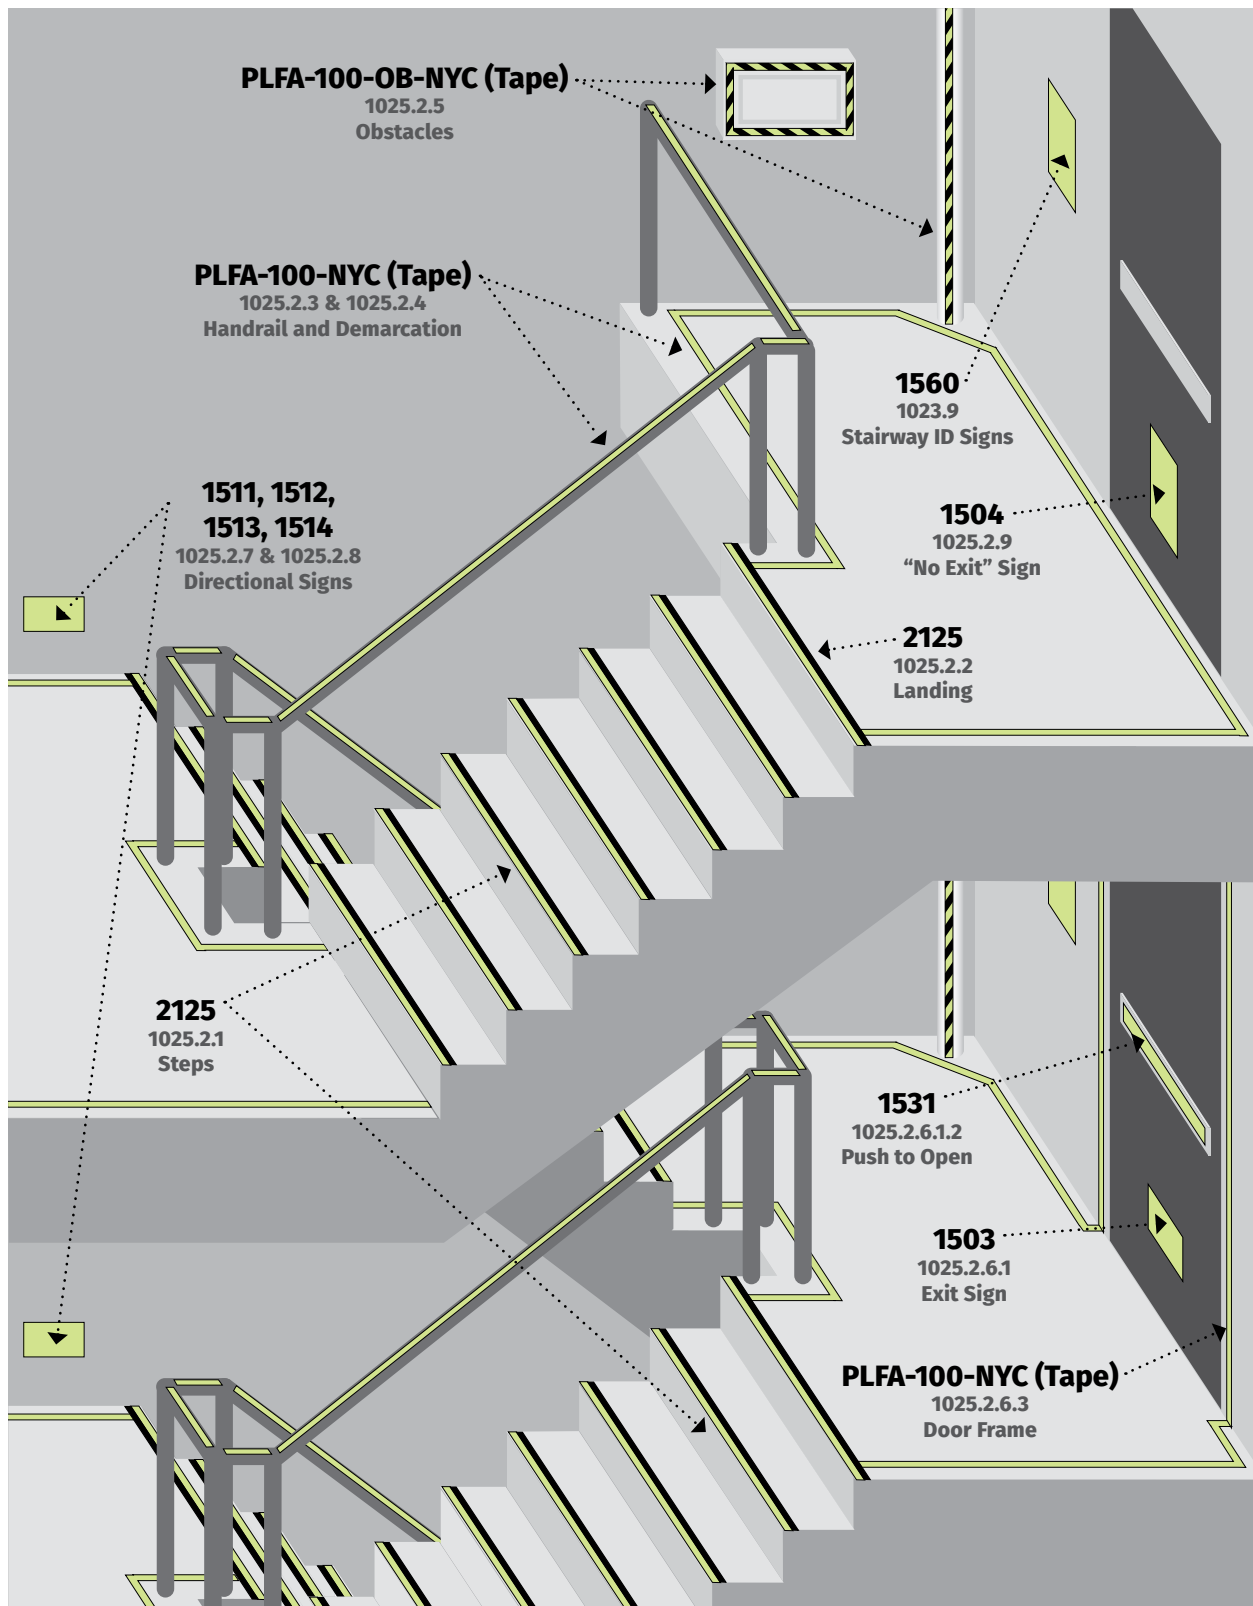 PLFA-100-OB-NYC (Tape)
1025.2.5
Obstacles
PLFA-100-NYC (Tape)
1025.2.3 & 1025.2.4
Handrail and Demarcation
1560
1023.9
Stairway ID Signs
1511, 1512,
1513, 1514
1025.2.7 & 1025.2.8
Directional Signs
1504
1025.2.9
“No Exit” Sign
2125
1025.2.2
Landing
2125
1025.2.1
Steps
1531
1025.2.6.1.2
Push to Open
1503
1025.2.6.1
Exit Sign
PLFA-100-NYC (Tape)
1025.2.6.3
Door Frame